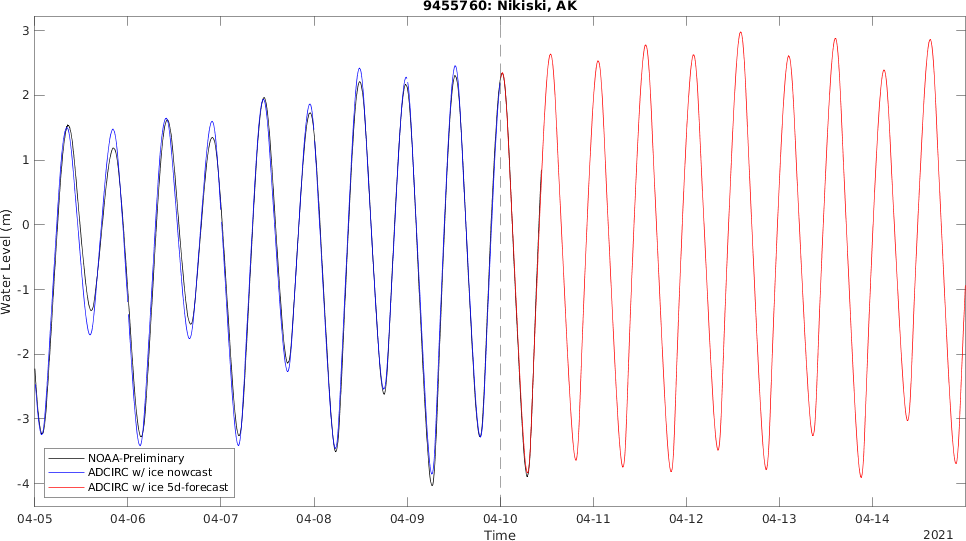 9455760: Nikiski, AK
3
2
1
0
-1
-2
-3
-4
Water Level (m)
NOAA-Preliminary
ADCIRC w/ ice nowcast
ADCIRC w/ ice 5d-forecast
04-05 04-06 04-07 04-08 04-09 04-10 04-11 04-12 04-13 04-14
Time
2021